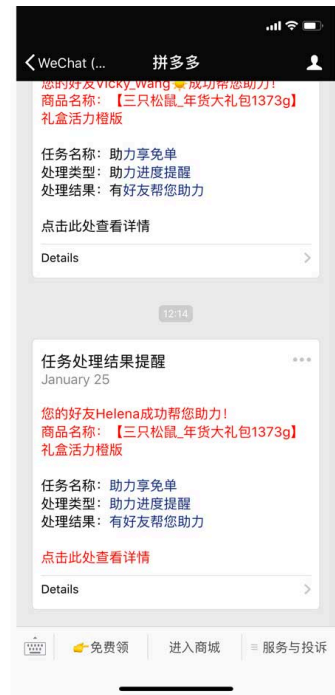 WeChat (...
拼多多
您的好友Vicky_Wang☀️成功帮您助力!
商品名称:【三只松鼠_年货大礼包1373g】
礼盒活力橙版
任务名称:助力享免单
处理类型:助力进度提醒
处理结果:有好友帮您助力
点击此处查看详情
Details
12:14
任务处理结果提醒
January 25
您的好友Helena成功帮您助力!
商品名称:【三只松鼠_年货大礼包1373g】
礼盒活力橙版
任务名称:助力享免单
处理类型:助力进度提醒
处理结果:有好友帮您助力
点击此处查看详情
Details
👉免费领
进入商城
服务与投诉